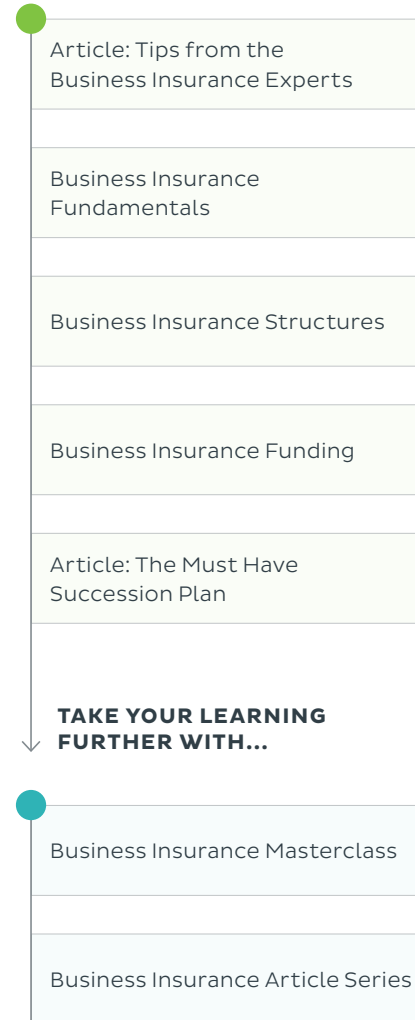 Article: Tips from the
Business Insurance Experts
Business Insurance
Fundamentals
Business Insurance Structures
Business Insurance Funding
Article: The Must Have
Succession Plan
TAKE YOUR LEARNING
FURTHER WITH...
Business Insurance Masterclass
Business Insurance Article Series